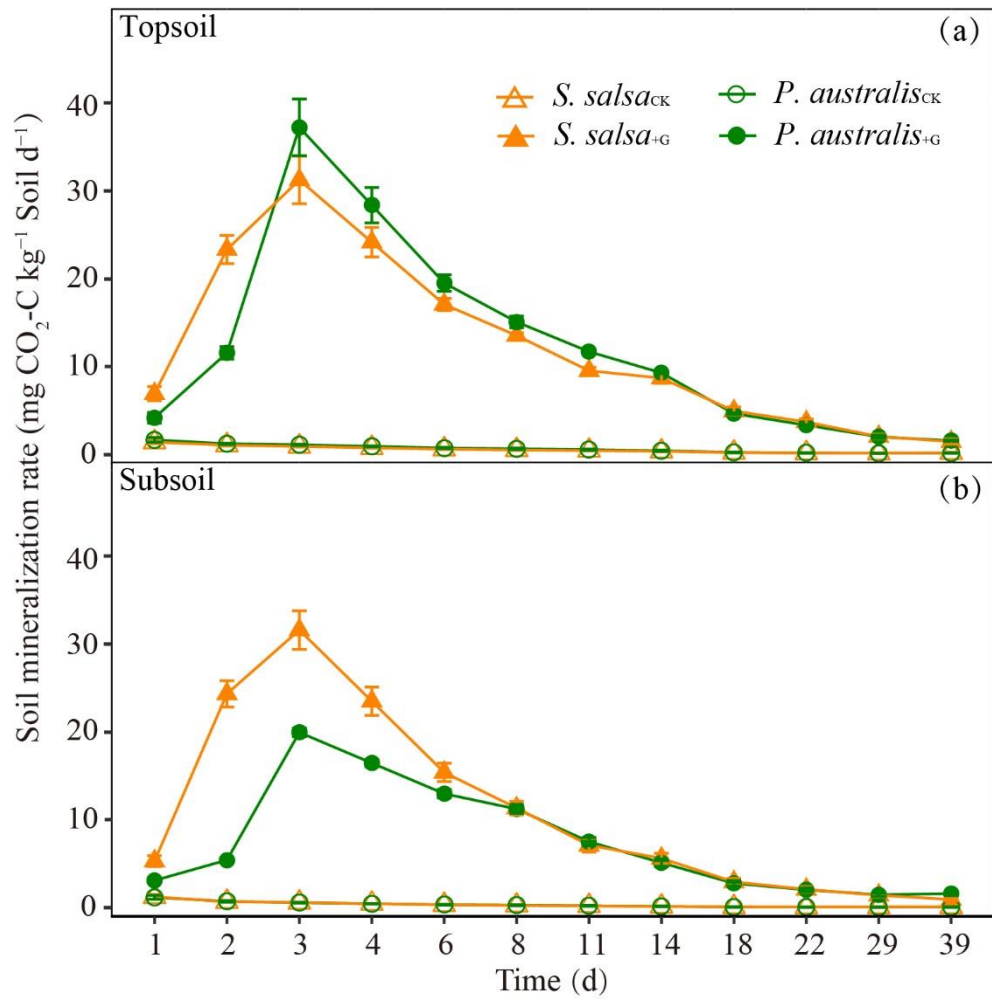 Topsoil
(a)
S. salsaCK
P. australisCK
S. salsa+G
P. australis+G
40
30
20
10
0
Subsoil
(b)
40
30
20
10
0
Soil mineralization rate (mg CO₂-C kg⁻¹ Soil d⁻¹)
1 2 3 4 6 8 11 14 18 22 29 39
Time (d)